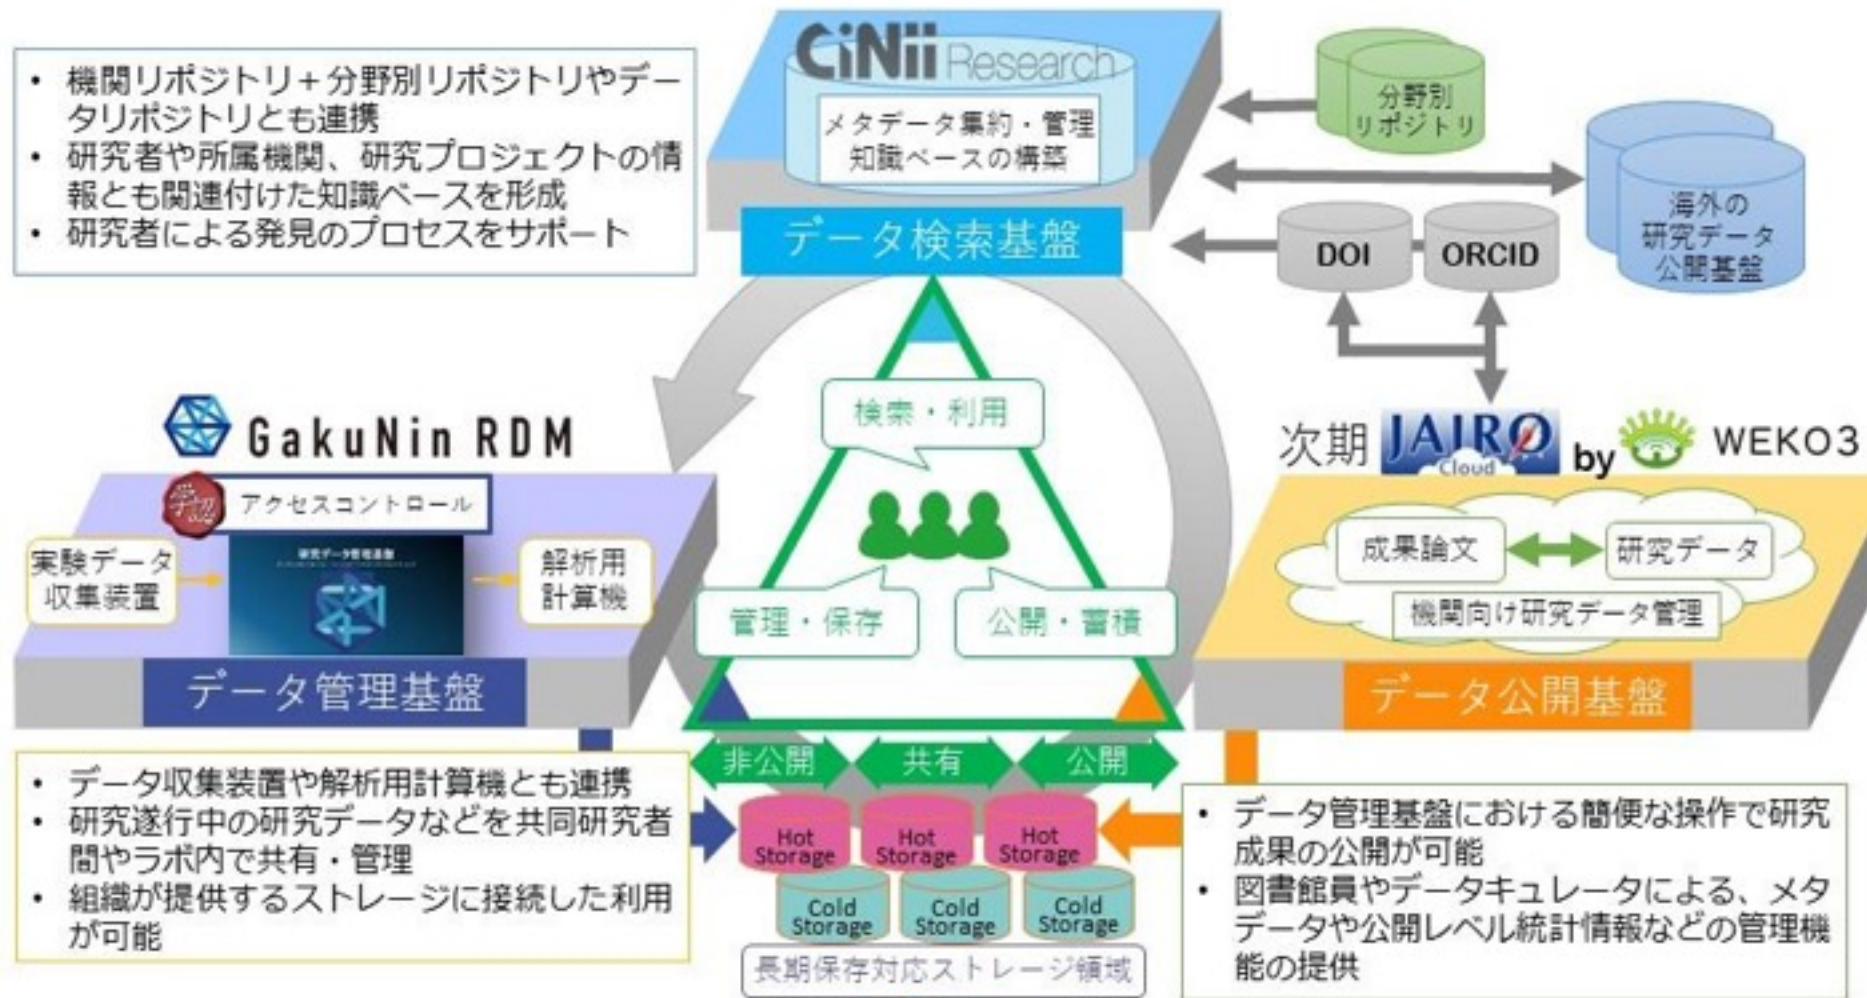 CiNii Research
メタデータ集約・管理
知識ベースの構築
データ検索基盤
・ 機関リポジトリ＋分野別リポジトリやデー
タリポジトリとも連携
・ 研究者や所属機関、研究プロジェクトの情
報とも関連付けた知識ベースを形成
・ 研究者による発見のプロセスをサポート
分野別
リポジトリ
海外の
研究データ
公開基盤
DOI
ORCID
検索・利用
管理・保存
公開・蓄積
GakuNin RDM
学認
アクセスコントロール
実験データ
収集装置
研究データ管理基盤
解析用
計算機
データ管理基盤
次期 JAIRO Cloud by WEKO3
成果論文
研究データ
機関向け研究データ管理
データ公開基盤
・ データ収集装置や解析用計算機とも連携
・ 研究遂行中の研究データなどを共同研究者
間やラボ内で共有・管理
・ 組織が提供するストレージに接続した利用
が可能
非公開
共有
公開
Hot
Storage
Hot
Storage
Hot
Storage
Cold
Storage
Cold
Storage
Cold
Storage
長期保存対応ストレージ領域
・ データ管理基盤における簡便な操作で研究
成果の公開が可能
・ 図書館員やデータキュレータによる、メタ
データや公開レベル統計情報などの管理機
能の提供